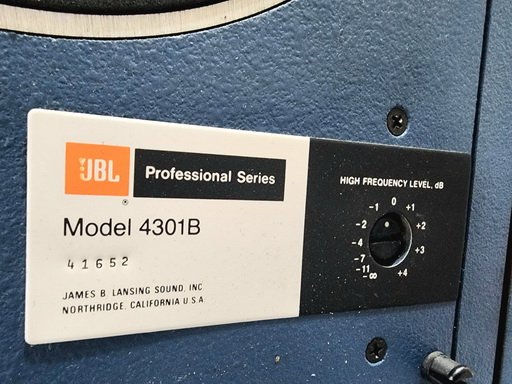 JBL
Professional Series
Model 4301B
41652
JAMES B. LANSING SOUND, INC
NORTHRIDGE, CALIFORNIA U.S.A.
HIGH FREQUENCY LEVEL, dB
-1 0 +1
-2 +2
-4 +3
-7
-11
-∞ +4